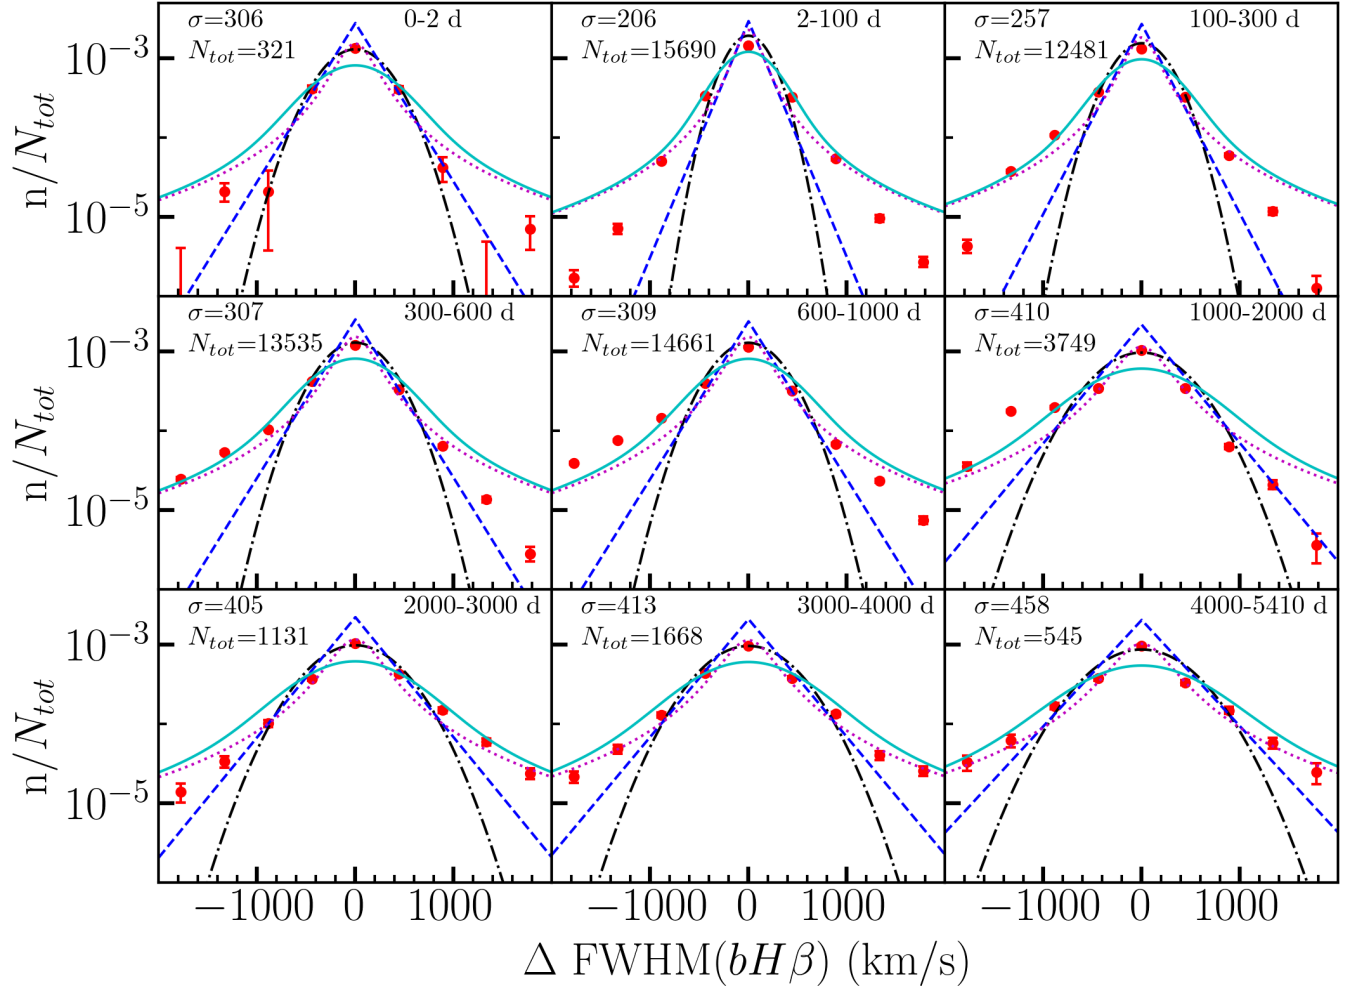 σ=306 0-2 d
N_tot=321
σ=206 2-100 d
N_tot=15690
σ=257 100-300 d
N_tot=12481
10⁻³
10⁻⁵
n/N_tot
σ=307 300-600 d
N_tot=13535
σ=309 600-1000 d
N_tot=14661
σ=410 1000-2000 d
N_tot=3749
10⁻³
10⁻⁵
n/N_tot
σ=405 2000-3000 d
N_tot=1131
σ=413 3000-4000 d
N_tot=1668
σ=458 4000-5410 d
N_tot=545
10⁻³
10⁻⁵
n/N_tot
−1000 0 1000 −1000 0 1000 −1000 0 1000
Δ FWHM(bHβ) (km/s)